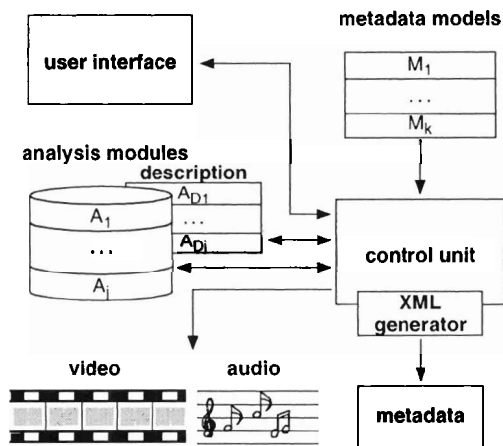 metadata models
user interface
M1
...
Mk
analysis modules
description
AD1
A1
...
ADj
...
control unit
Aj
XML
generator
video
audio
metadata